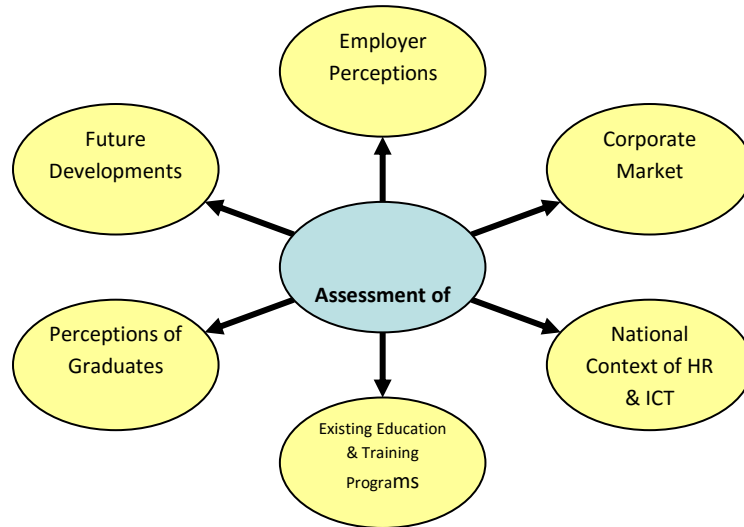 Employer
Perceptions
Future
Developments
Corporate
Market
Assessment of
Perceptions of
Graduates
National
Context of HR
& ICT
Existing Education
& Training
Programs